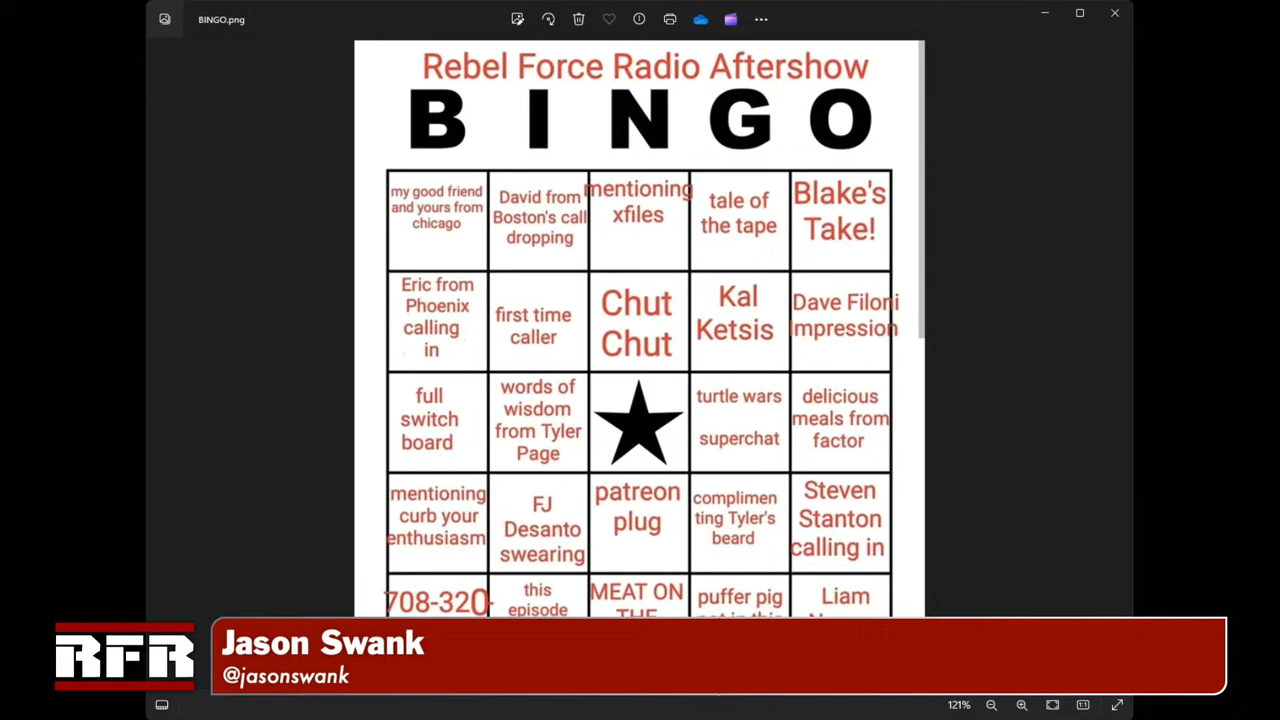 BINGO.png
Rebel Force Radio Aftershow
B I N G O
my good friend
and yours from
chicago
David from
Boston's call
dropping
mentioning
xfiles
tale of
the tape
Blake's
Take!
Eric from
Phoenix
calling
in
first time
caller
Chut
Chut
Kal
Ketsis
Dave Filoni
Impression
full
switch
board
words of
wisdom
from Tyler
Page
turtle wars
superchat
delicious
meals from
factor
mentioning
curb your
enthusiasm
FJ
Desanto
swearing
patreon
plug
complimen
ting Tyler's
beard
Steven
Stanton
calling in
708-320-
this
episode
MEAT ON
THE
puffer pig
Liam
RFR
Jason Swank
@jasonswank
121%